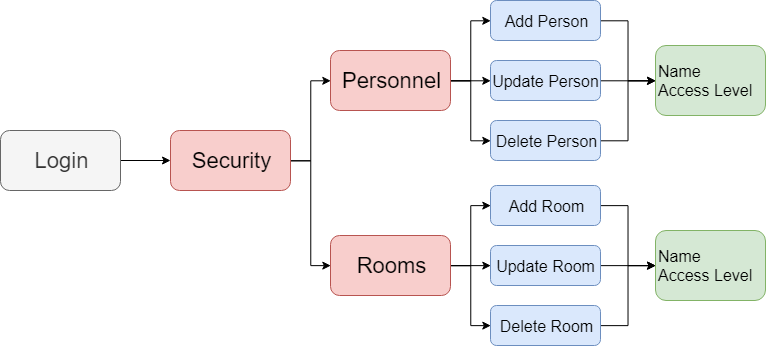 Login
Security
Personnel
Add Person
Update Person
Delete Person
Name
Access Level
Rooms
Add Room
Update Room
Delete Room
Name
Access Level